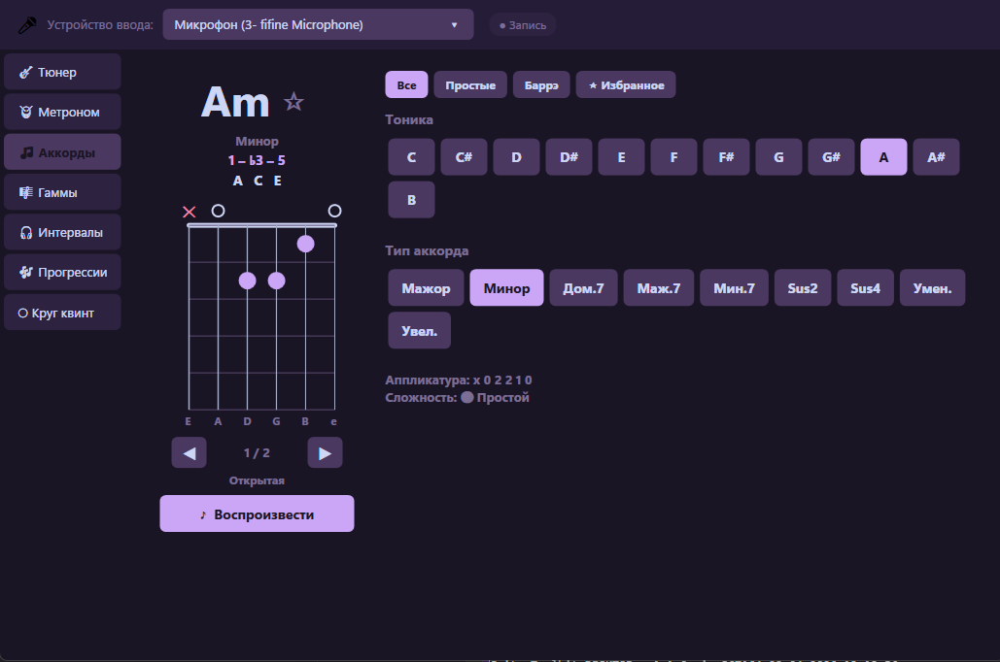 Устройство ввода: Микрофон (3- fifine Microphone) ▼ ● Запись
Тюнер
Метроном
Аккорды
Гаммы
Интервалы
Прогрессии
Круг квинт
Am ☆
Минор
1 – ♭3 – 5
A C E
E A D G B e
◀ 1 / 2 ▶
Открытая
♪ Воспроизвести
Все Простые Баррэ ★ Избранное
Тоника
C C# D D# E F F# G G# A A#
B
Тип аккорда
Мажор Минор Дом.7 Маж.7 Мин.7 Sus2 Sus4 Умен.
Увел.
Аппликатура: x 0 2 2 1 0
Сложность: ● Простой